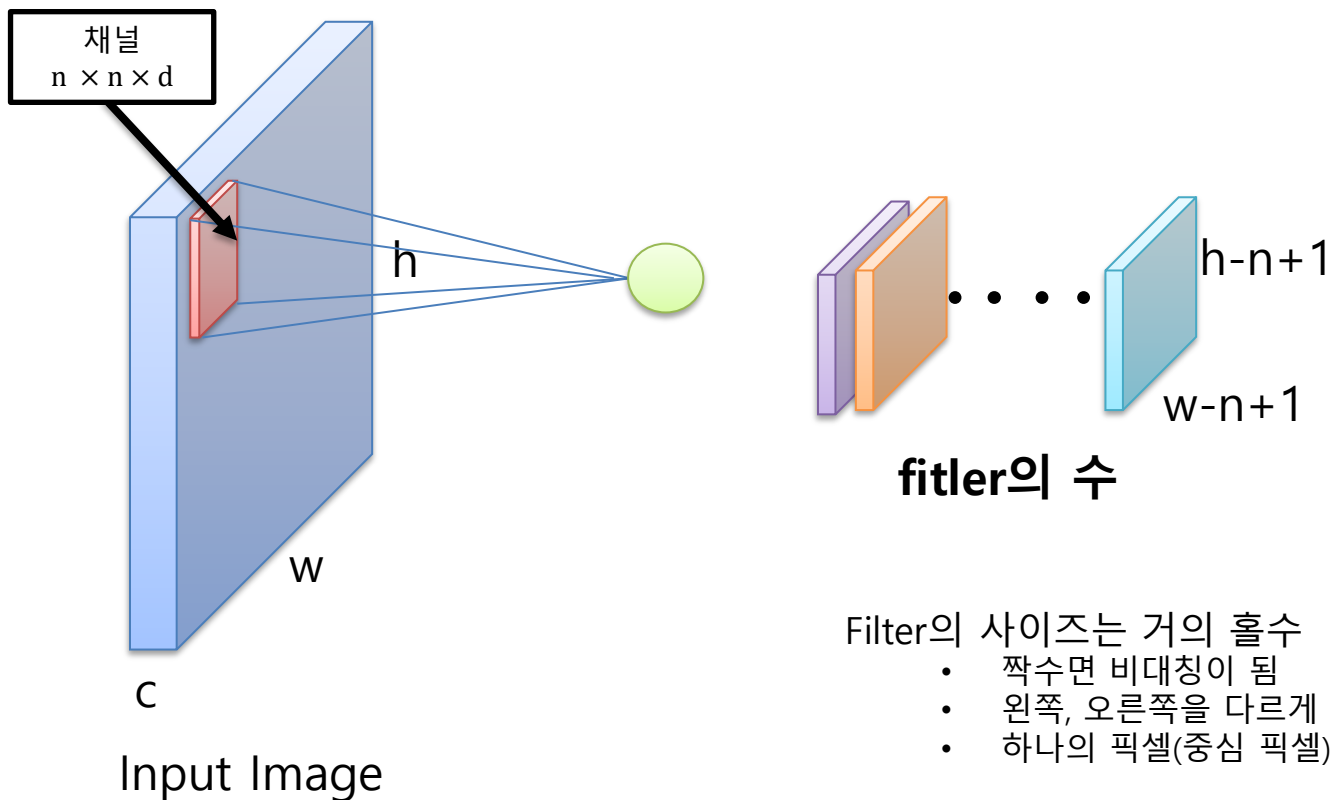 채널
n × n × d
h
w
c
Input Image
h-n+1
w-n+1
fitler의 수
Filter의 사이즈는 거의 홀수
• 짝수면 비대칭이 됨
• 왼쪽, 오른쪽을 다르게
• 하나의 픽셀(중심 픽셀)